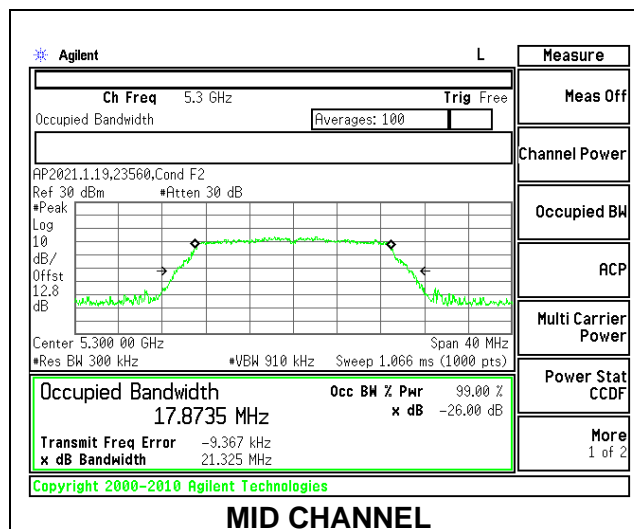 Agilent L
Measure
Ch Freq 5.3 GHz Trig Free
Meas Off
Occupied Bandwidth Averages: 100
Channel Power
AP2021.1.19,23560,Cond F2
Ref 30 dBm #Atten 30 dB
#Peak
Log
10
dB/
Offst
12.8
dB
Occupied BW
ACP
Center 5.300 00 GHz Span 40 MHz
#Res BW 300 kHz #VBW 910 kHz Sweep 1.066 ms (1000 pts)
Multi Carrier
Power
Occupied Bandwidth Occ BW % Pwr 99.00 %
17.8735 MHz x dB -26.00 dB
Power Stat
CCDF
Transmit Freq Error -9.367 kHz
x dB Bandwidth 21.325 MHz
More
1 of 2
Copyright 2000-2010 Agilent Technologies
MID CHANNEL